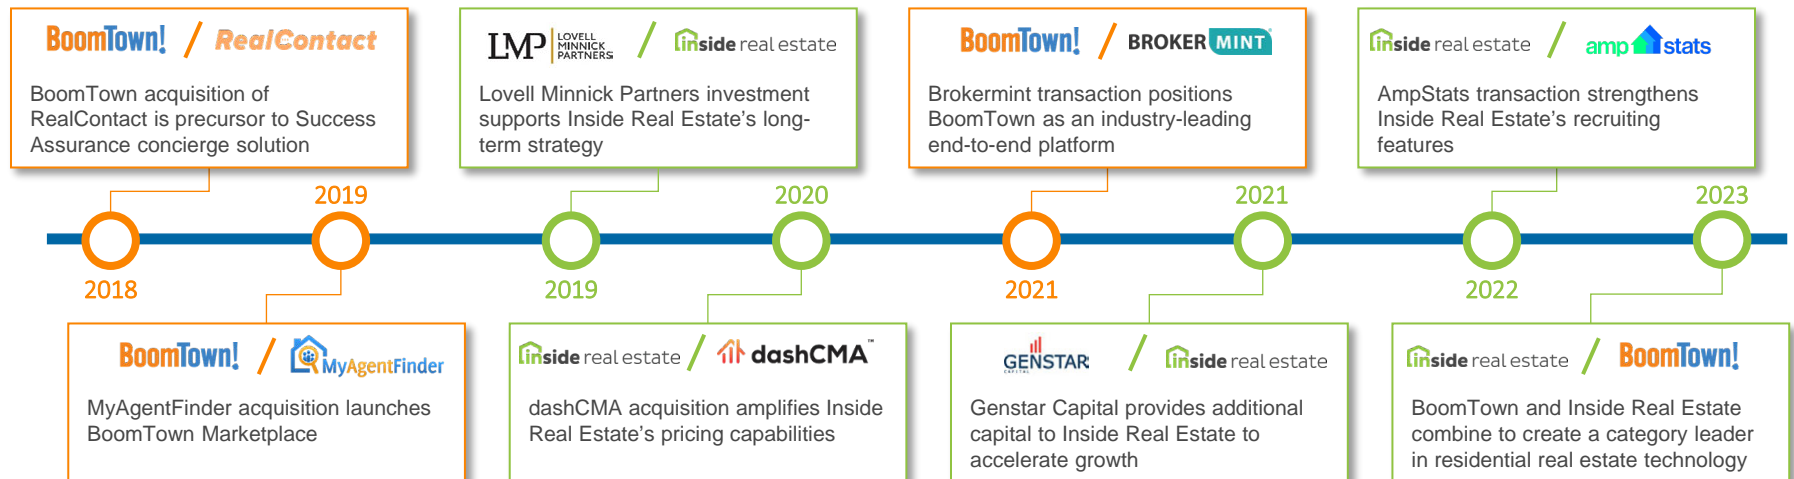 BoomTown! / RealContact
BoomTown acquisition of
RealContact is precursor to Success
Assurance concierge solution
LMP LOVELL
MINNICK
PARTNERS / inside real estate
Lovell Minnick Partners investment
supports Inside Real Estate's long-
term strategy
BoomTown! / BROKER MINT
Brokermint transaction positions
BoomTown as an industry-leading
end-to-end platform
inside real estate / amp stats
AmpStats transaction strengthens
Inside Real Estate's recruiting
features
2019
2020
2021
2023
2018
2019
2021
2022
BoomTown! / MyAgentFinder
MyAgentFinder acquisition launches
BoomTown Marketplace
inside real estate / dashCMA™
dashCMA acquisition amplifies Inside
Real Estate's pricing capabilities
GENSTAR
CAPITAL / inside real estate
Genstar Capital provides additional
capital to Inside Real Estate to
accelerate growth
inside real estate / BoomTown!
BoomTown and Inside Real Estate
combine to create a category leader
in residential real estate technology